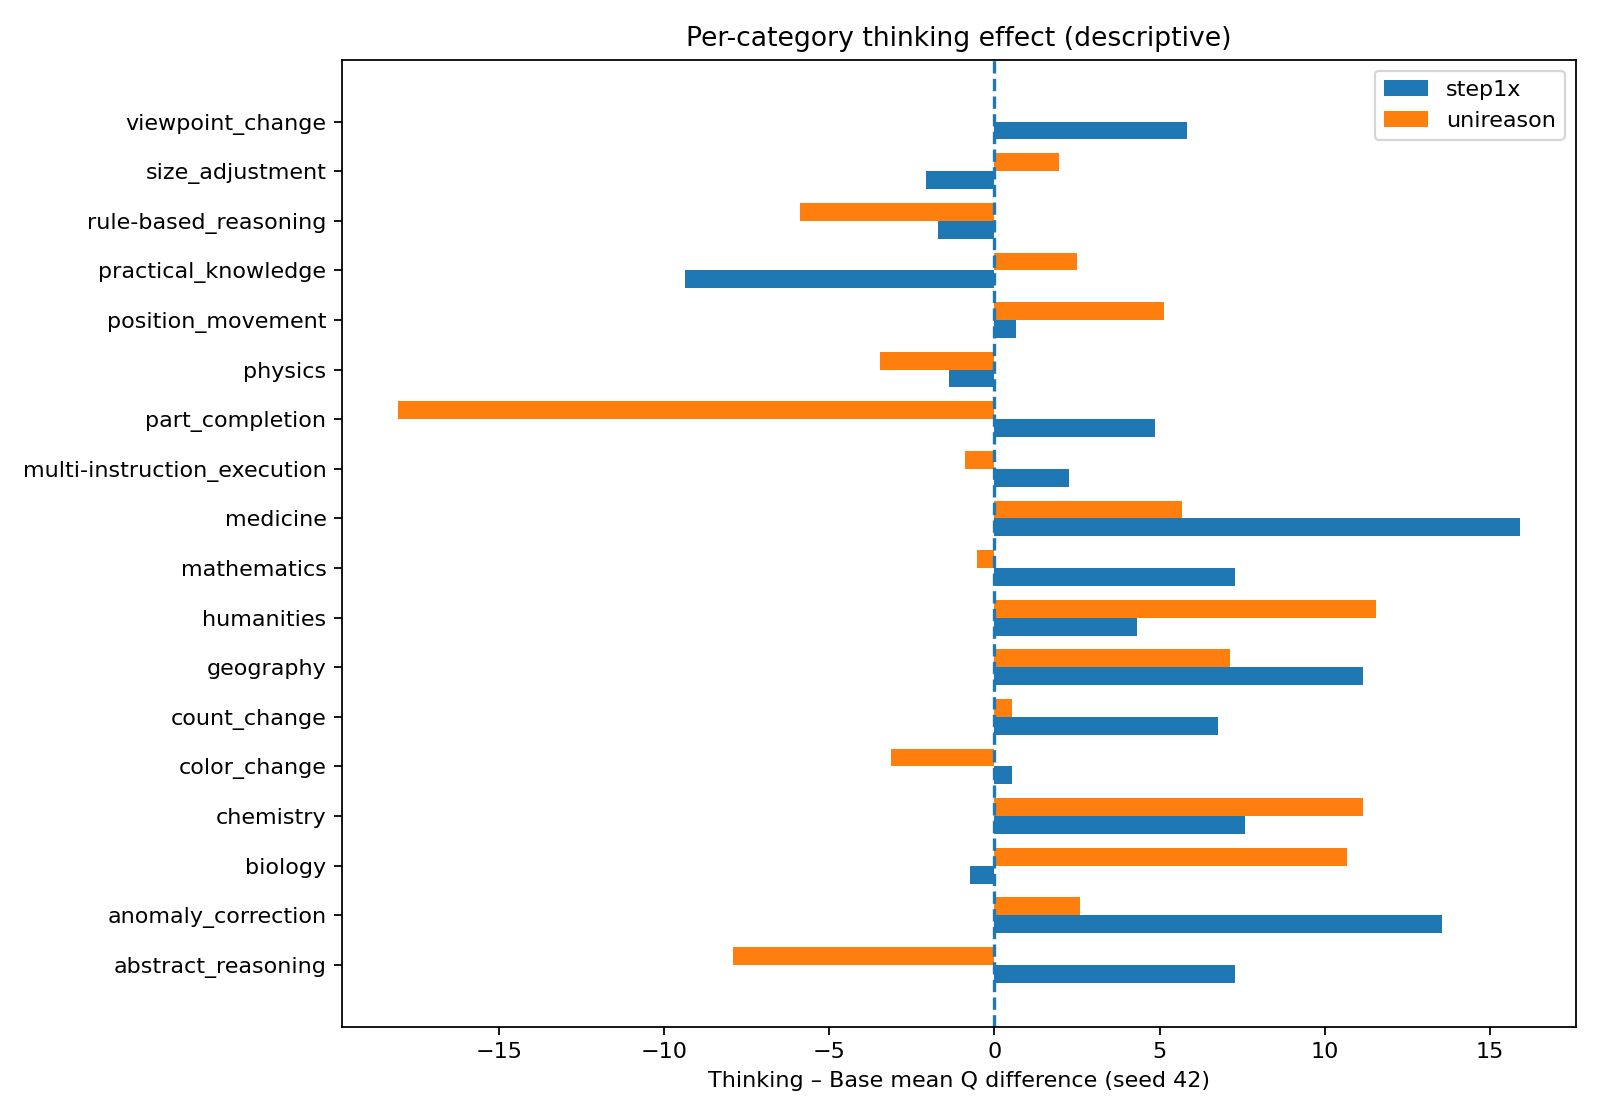 Per-category thinking effect (descriptive)
step1x
unireason
viewpoint_change
size_adjustment
rule-based_reasoning
practical_knowledge
position_movement
physics
part_completion
multi-instruction_execution
medicine
mathematics
humanities
geography
count_change
color_change
chemistry
biology
anomaly_correction
abstract_reasoning
−15 −10 −5 0 5 10 15
Thinking – Base mean Q difference (seed 42)